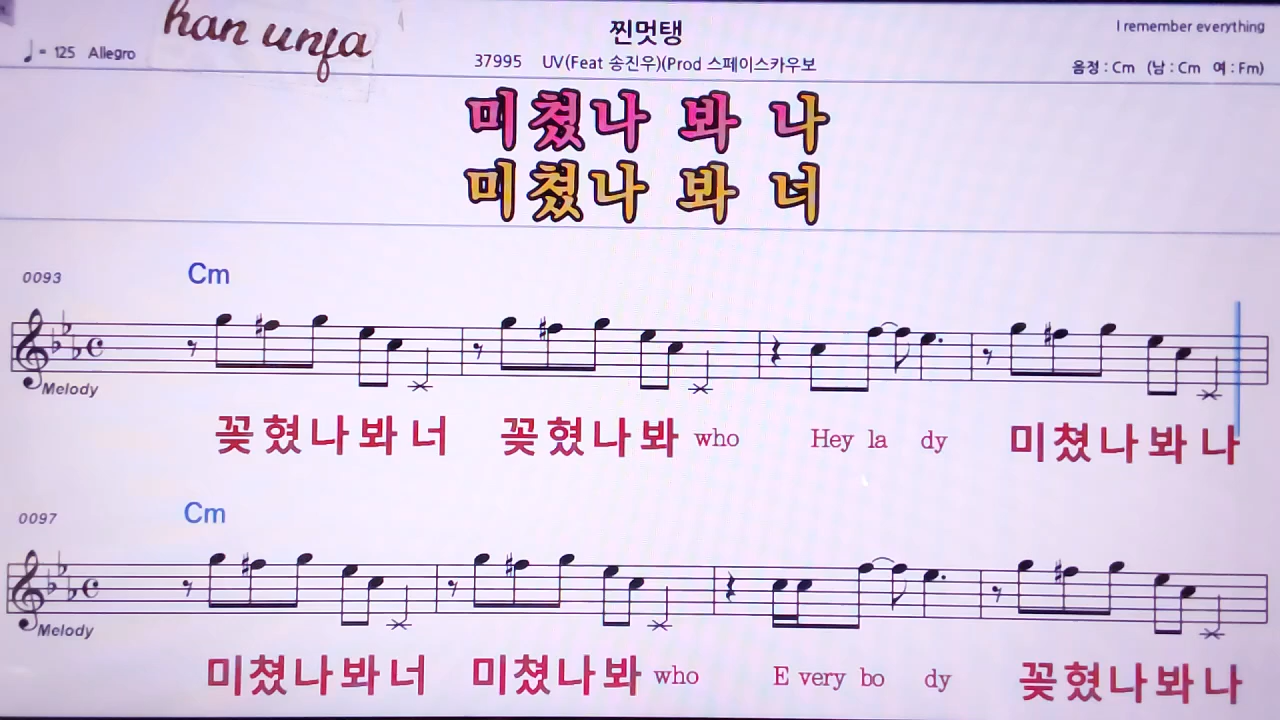 han unja
찐멋탱
I remember everything
♩= 125 Allegro
37995 UV(Feat 송진우)(Prod 스페이스카우보
음정 : Cm (남 : Cm 여 : Fm)
미쳤나 봐 나
미쳤나 봐 너
0093 Cm
Melody
꽂혔나봐너 꽂혔나봐 who Hey la dy 미쳤나봐나
0097 Cm
Melody
미쳤나봐너 미쳤나봐 who E very bo dy 꽂혔나봐나